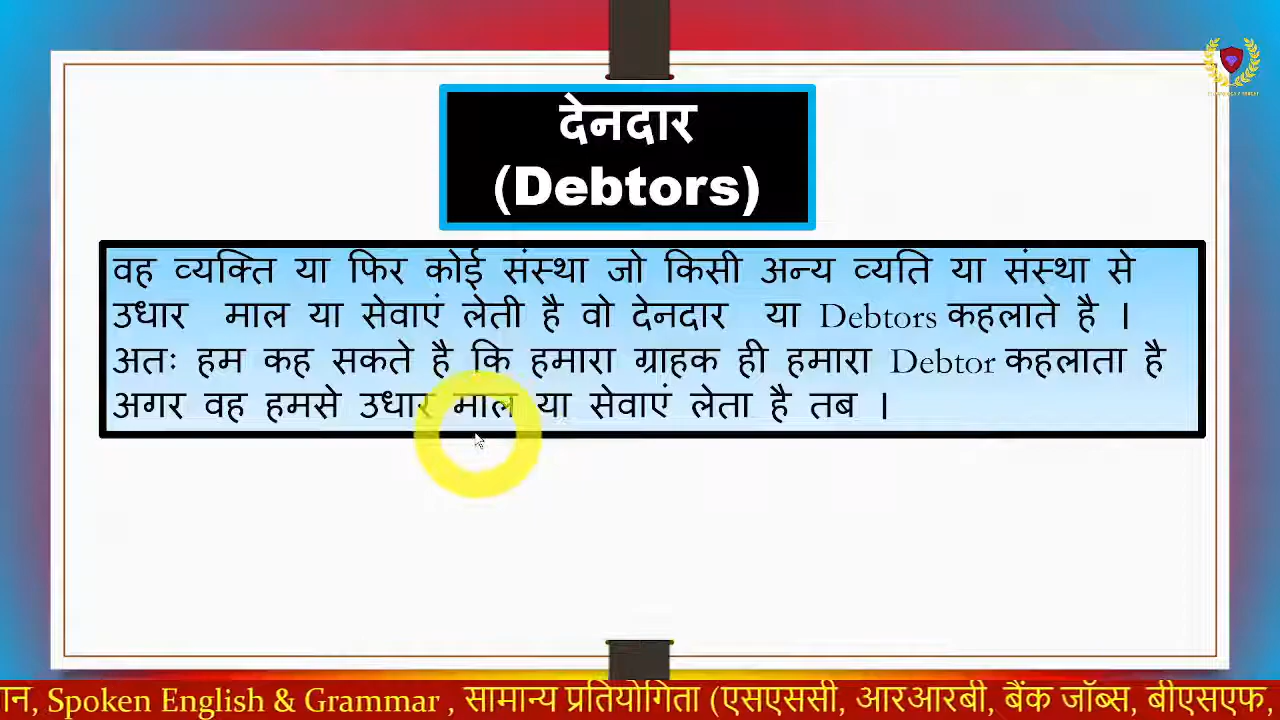 देनदार
(Debtors)
वह व्यक्ति या फिर कोई संस्था जो किसी अन्य व्यति या संस्था से
उधार माल या सेवाएं लेती है वो देनदार या Debtors कहलाते है ।
अतः हम कह सकते है कि हमारा ग्राहक ही हमारा Debtor कहलाता है
अगर वह हमसे उधार माल या सेवाएं लेता है तब ।
Spoken English & Grammar , सामान्य प्रतियोगिता (एसएससी, आरआरबी, बैंक जॉब्स, बीएसएफ,